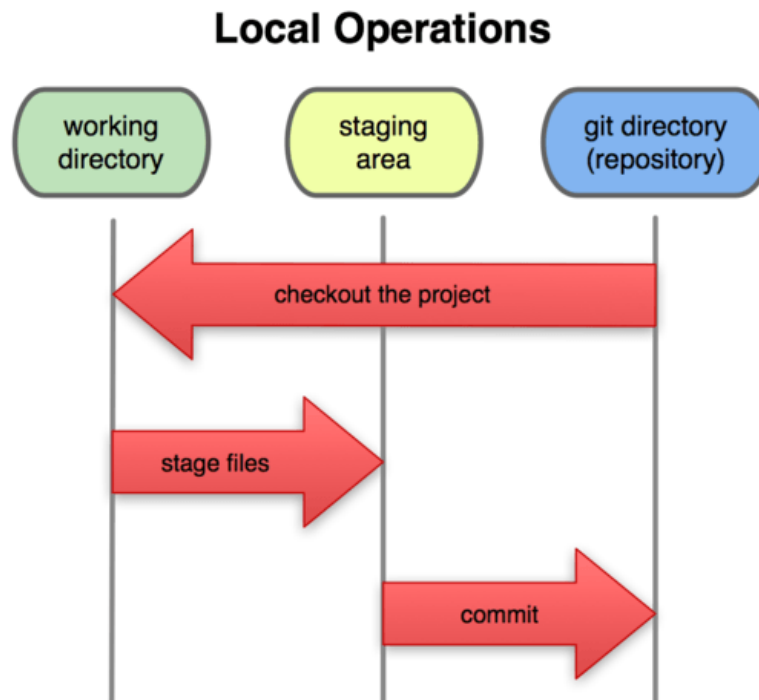 Local Operations
working
directory
staging
area
git directory
(repository)
checkout the project
stage files
commit